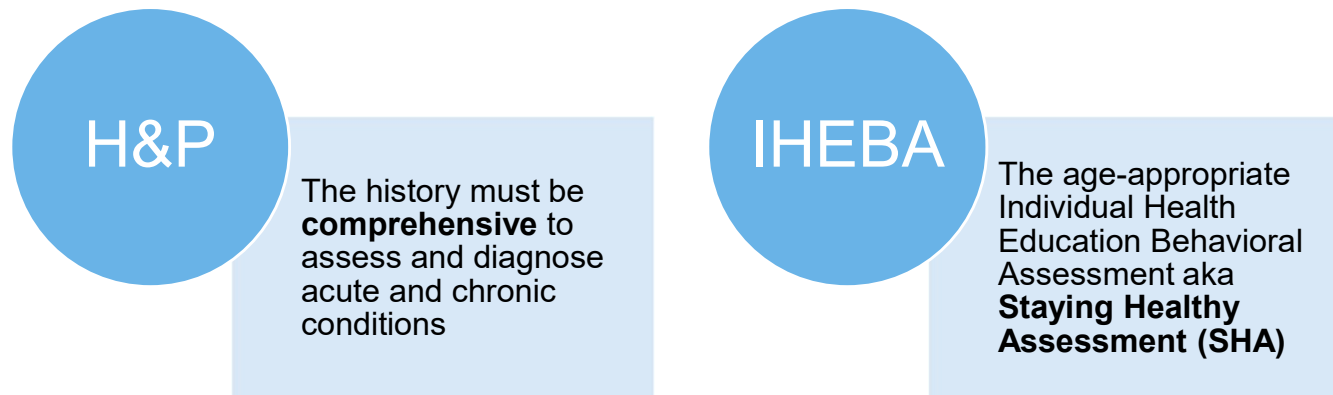 H&P
The history must be
comprehensive to
assess and diagnose
acute and chronic
conditions
IHEBA
The age-appropriate
Individual Health
Education Behavioral
Assessment aka
Staying Healthy
Assessment (SHA)